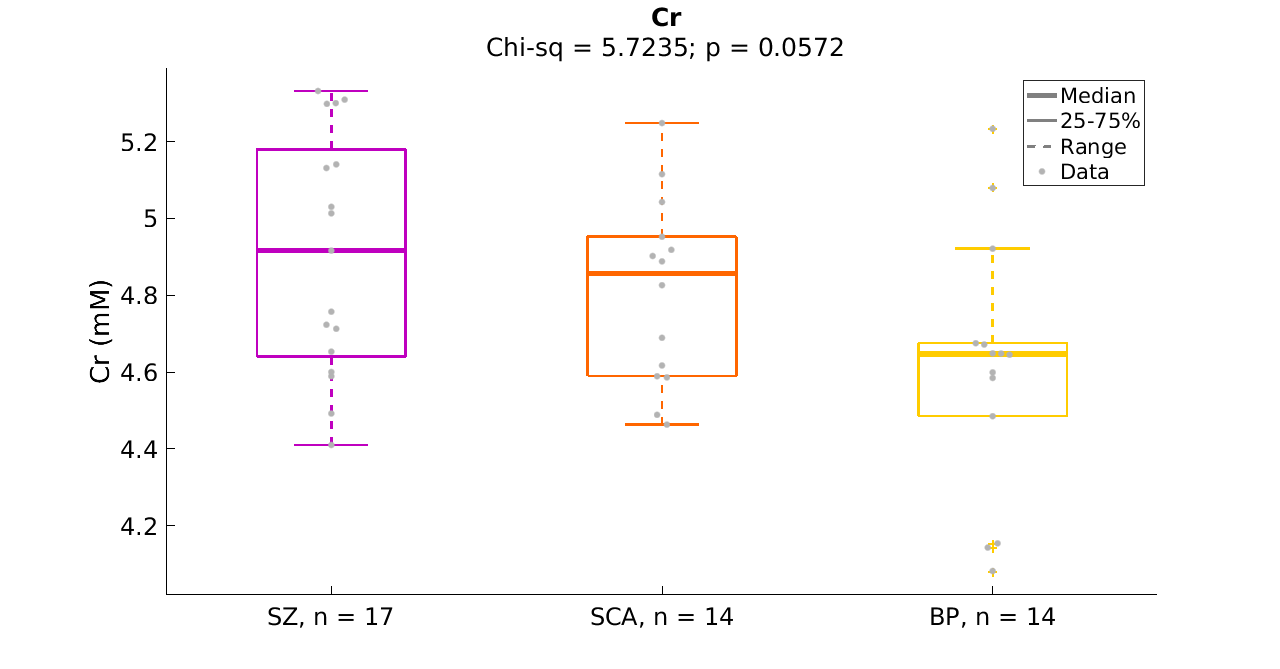 Cr
Chi-sq = 5.7235; p = 0.0572
Median
25-75%
Range
Data
Cr (mM)
5.2
5
4.8
4.6
4.4
4.2
SZ, n = 17
SCA, n = 14
BP, n = 14